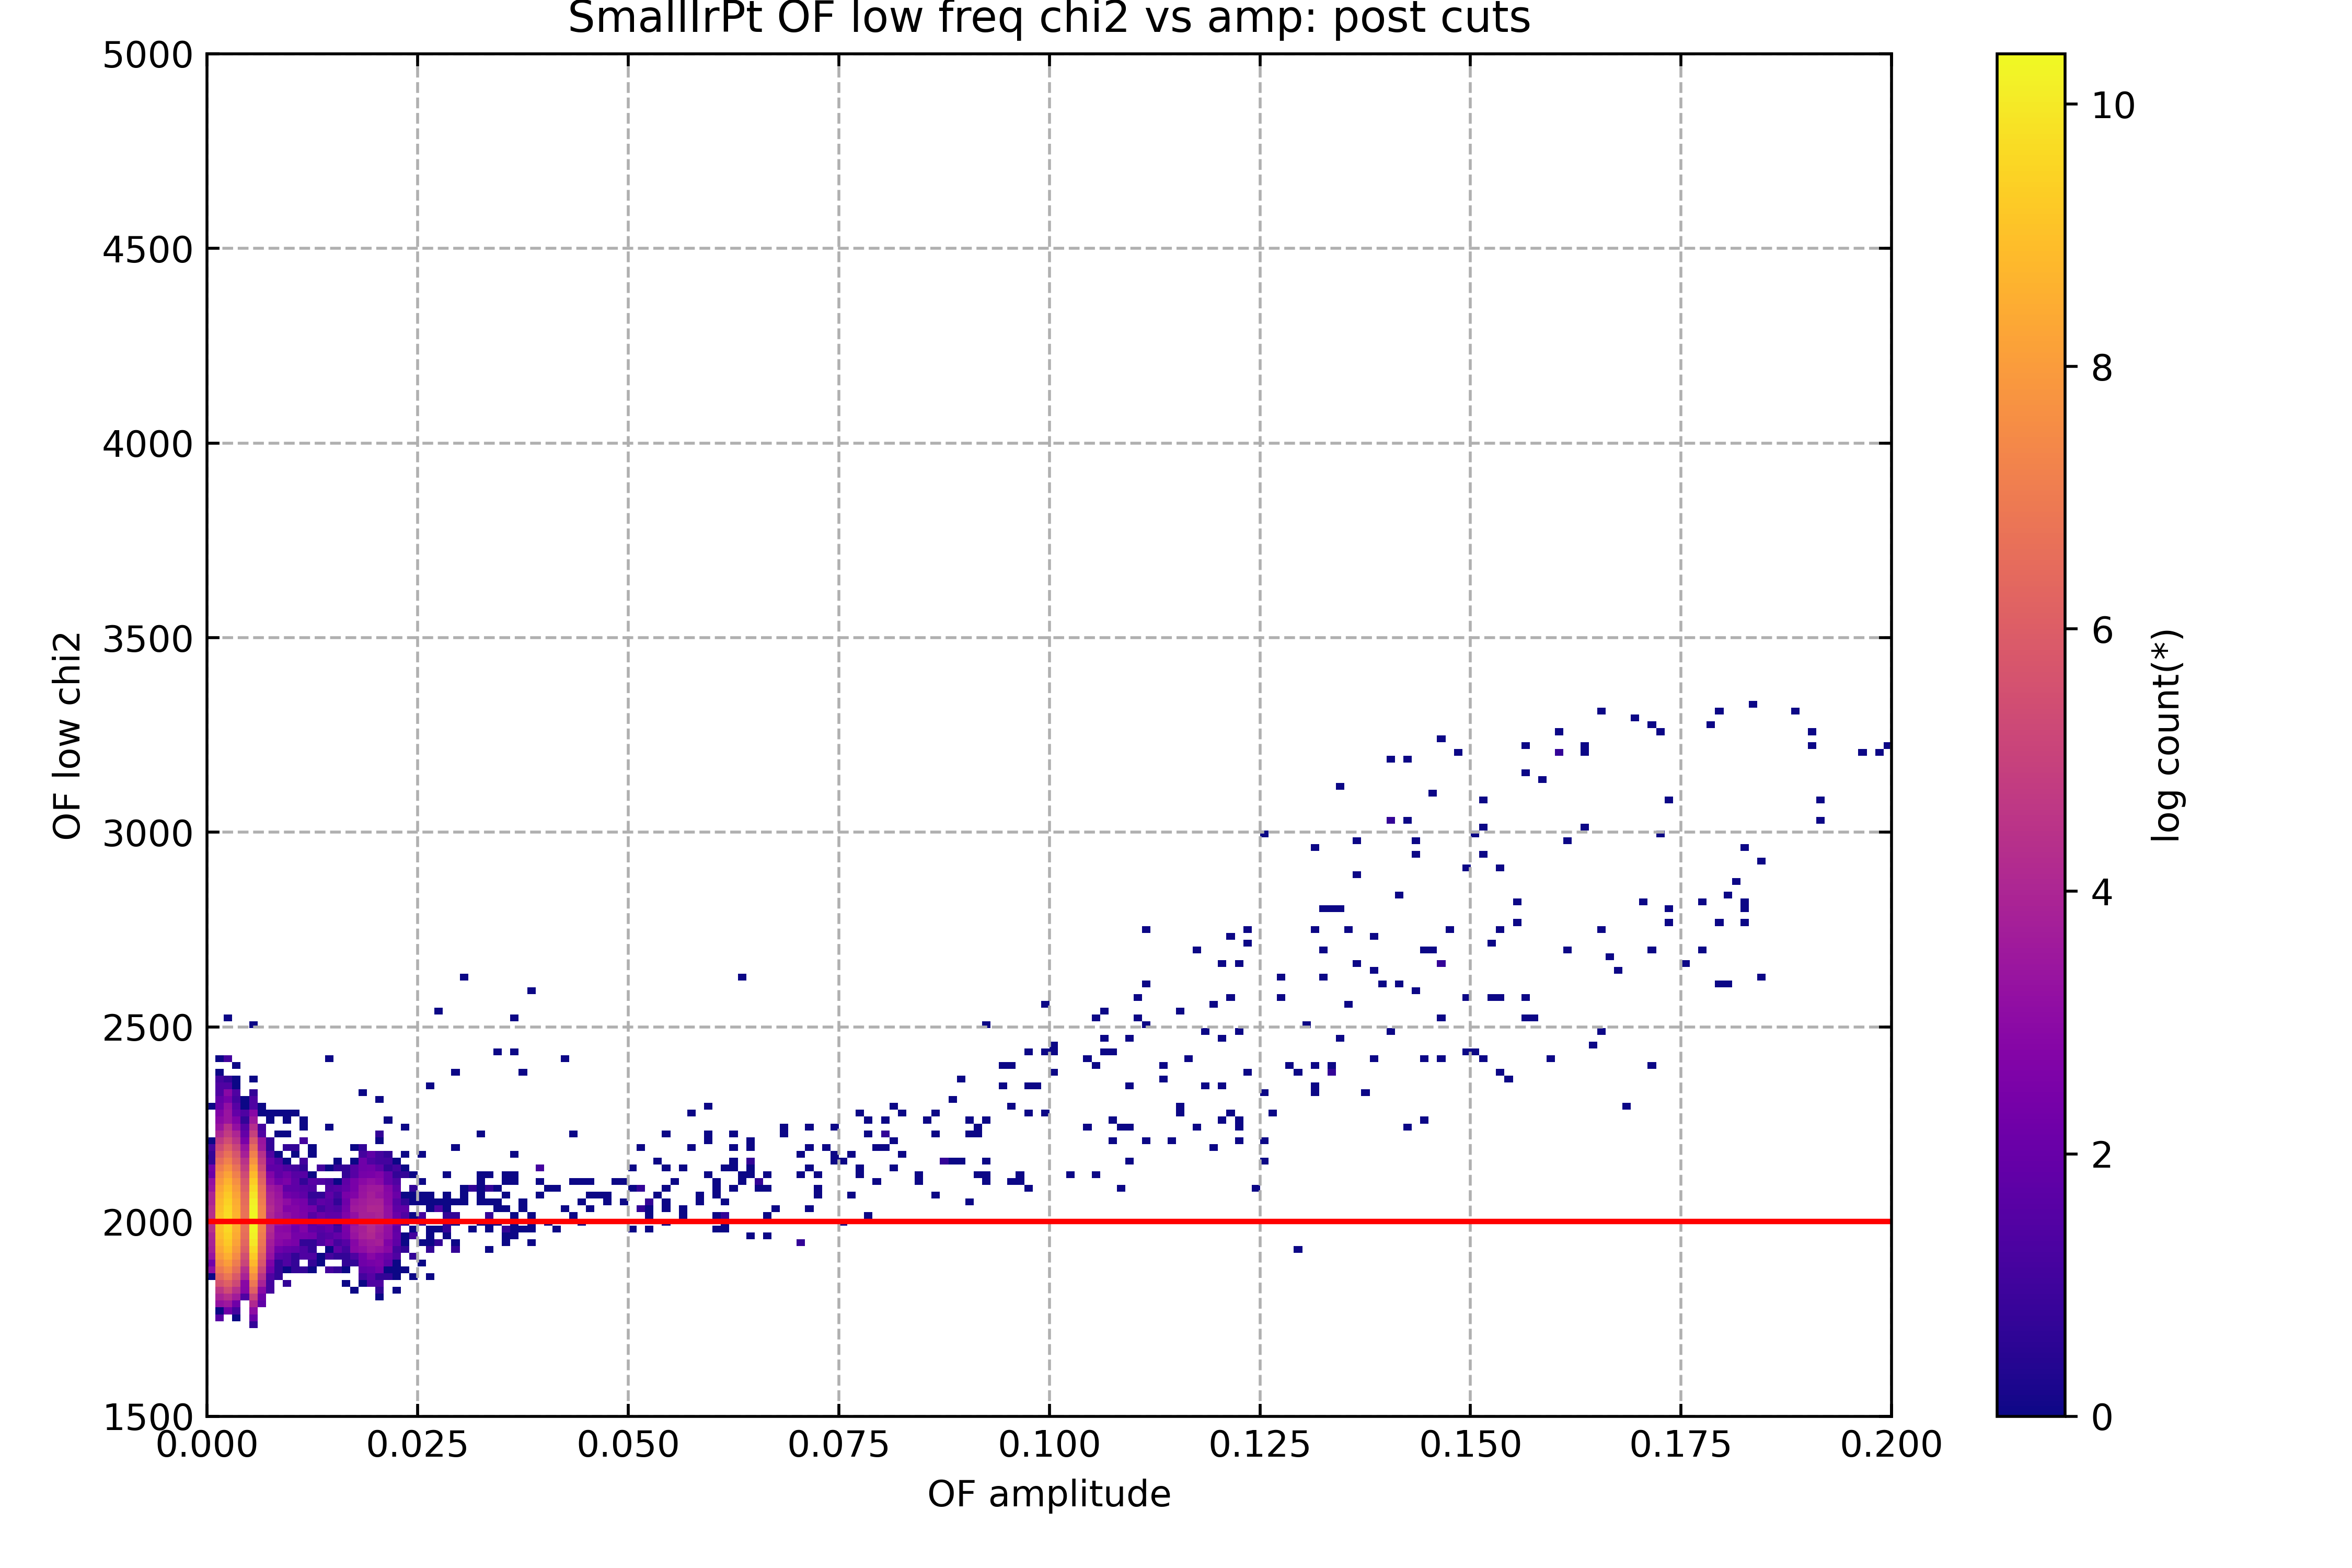 SmallIrPt OF low freq chi2 vs amp: post cuts
5000
4500
4000
3500
3000
2500
2000
1500
OF low chi2
0.000 0.025 0.050 0.075 0.100 0.125 0.150 0.175 0.200
OF amplitude
10
8
6
4
2
0
log count(*)